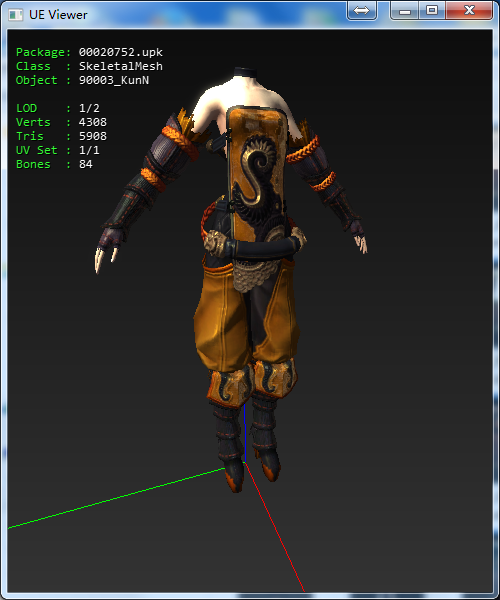 UE Viewer
Package: 00020752.upk
Class : SkeletalMesh
Object : 90003_KunN
LOD : 1/2
Verts : 4308
Tris : 5908
UV Set : 1/1
Bones : 84